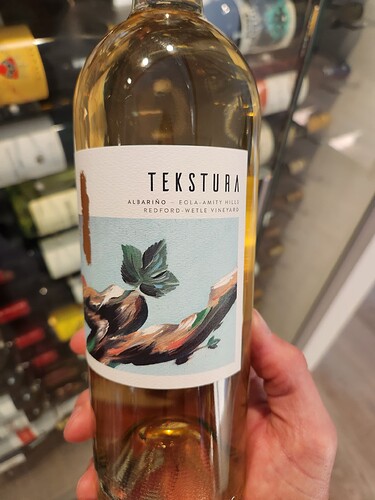 TEKSTURA
ALBARIÑO – EOLA-AMITY HILLS
REDFORD-WETLE VINEYARD